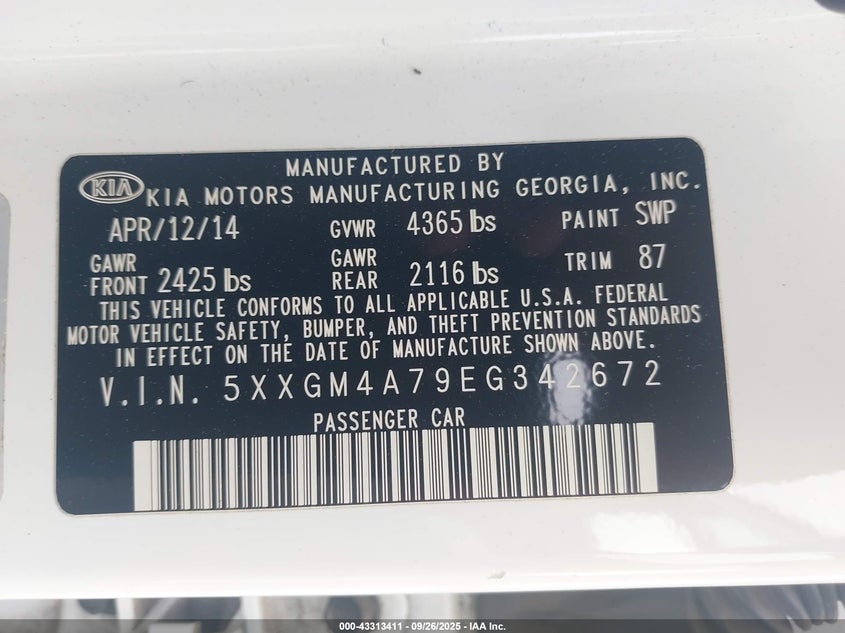 MANUFACTURED BY
KIA KIA MOTORS MANUFACTURING GEORGIA, INC.
APR/12/14 GVWR 4365 lbs PAINT SWP
GAWR FRONT 2425 lbs GAWR REAR 2116 lbs TRIM 87
THIS VEHICLE CONFORMS TO ALL APPLICABLE U.S.A. FEDERAL
MOTOR VEHICLE SAFETY, BUMPER, AND THEFT PREVENTION STANDARDS
IN EFFECT ON THE DATE OF MANUFACTURE SHOWN ABOVE.
V.I.N. 5XXGM4A79EG342672
PASSENGER CAR
000-43313411 - 09/26/2025 - IAA Inc.